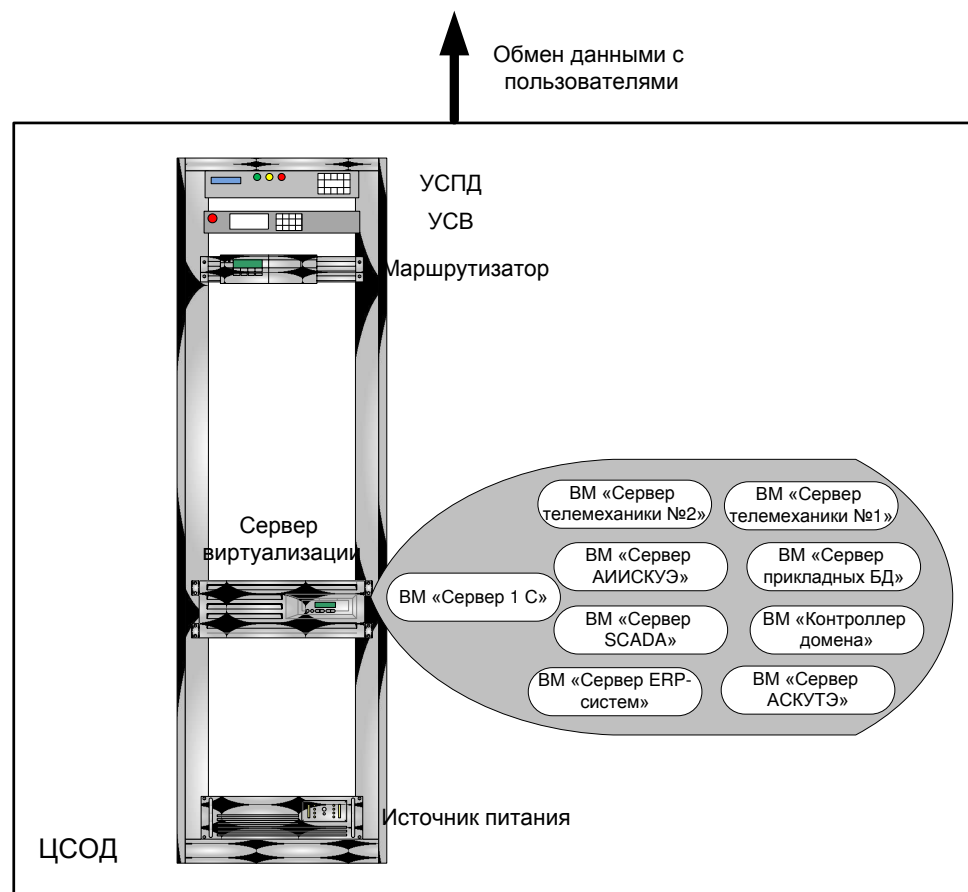 Обмен данными с
пользователями
УСПД
УСВ
Маршрутизатор
Сервер
виртуализации
ВМ «Сервер
телемеханики №2»
ВМ «Сервер
телемеханики №1»
ВМ «Сервер
АИИСКУЭ»
ВМ «Сервер
прикладных БД»
ВМ «Сервер 1 С»
ВМ «Сервер
SCADA»
ВМ «Контроллер
домена»
ВМ «Сервер ERP-
систем»
ВМ «Сервер
АСКУТЭ»
Источник питания
ЦСОД